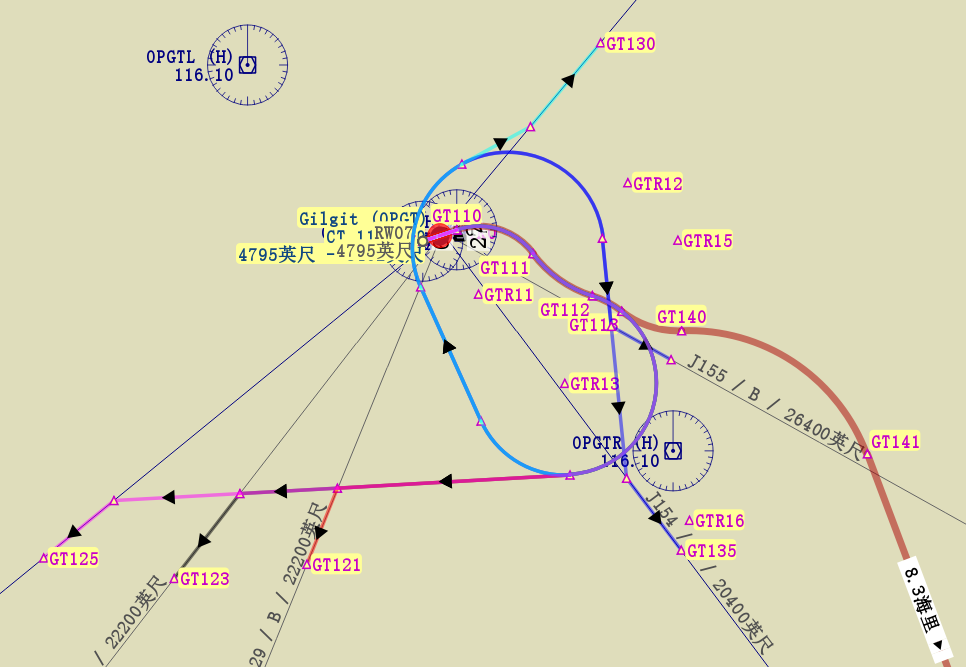 GT130
OPGTL (H)
116.10
GTR12
Gilgit (OPGT)
GT110
RW07
4795英尺
-4795英尺
GTR15
GT111
GTR11
GT112
GT113
GT140
J155 / B / 26400英尺
GTR13
OPGTR (H)
116.10
GT141
J154 /
/ 20400英尺
GTR16
GT135
GT125
GT123
GT121
/ 22200英尺
29 / B / 22200英尺
8.3海里